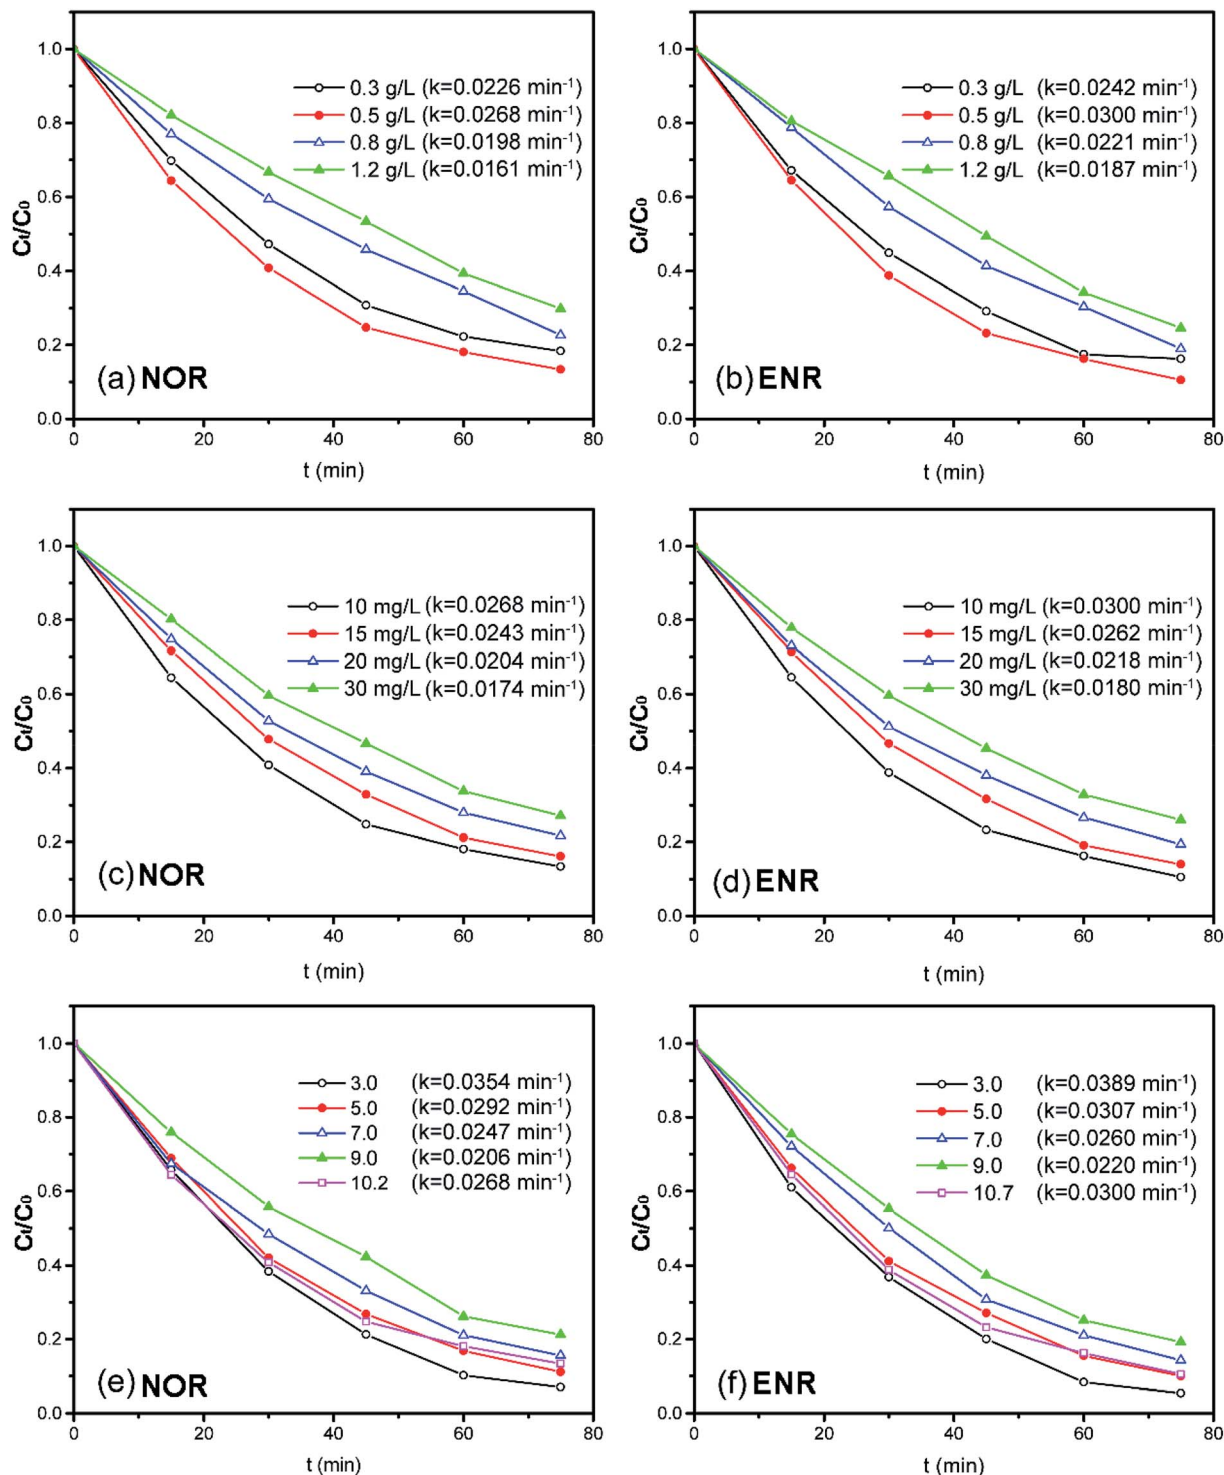 1.0
0.8
0.6
0.4
0.2
0.0
Ct/C0
0.3 g/L (k=0.0226 min⁻¹)
0.5 g/L (k=0.0268 min⁻¹)
0.8 g/L (k=0.0198 min⁻¹)
1.2 g/L (k=0.0161 min⁻¹)
(a) NOR
0 20 40 60 80
t (min)
1.0
0.8
0.6
0.4
0.2
0.0
Ct/C0
0.3 g/L (k=0.0242 min⁻¹)
0.5 g/L (k=0.0300 min⁻¹)
0.8 g/L (k=0.0221 min⁻¹)
1.2 g/L (k=0.0187 min⁻¹)
(b) ENR
0 20 40 60 80
t (min)
1.0
0.8
0.6
0.4
0.2
0.0
Ct/C0
10 mg/L (k=0.0268 min⁻¹)
15 mg/L (k=0.0243 min⁻¹)
20 mg/L (k=0.0204 min⁻¹)
30 mg/L (k=0.0174 min⁻¹)
(c) NOR
0 20 40 60 80
t (min)
1.0
0.8
0.6
0.4
0.2
0.0
Ct/C0
10 mg/L (k=0.0300 min⁻¹)
15 mg/L (k=0.0262 min⁻¹)
20 mg/L (k=0.0218 min⁻¹)
30 mg/L (k=0.0180 min⁻¹)
(d) ENR
0 20 40 60 80
t (min)
1.0
0.8
0.6
0.4
0.2
0.0
Ct/C0
3.0 (k=0.0354 min⁻¹)
5.0 (k=0.0292 min⁻¹)
7.0 (k=0.0247 min⁻¹)
9.0 (k=0.0206 min⁻¹)
10.2 (k=0.0268 min⁻¹)
(e) NOR
0 20 40 60 80
t (min)
1.0
0.8
0.6
0.4
0.2
0.0
Ct/C0
3.0 (k=0.0389 min⁻¹)
5.0 (k=0.0307 min⁻¹)
7.0 (k=0.0260 min⁻¹)
9.0 (k=0.0220 min⁻¹)
10.7 (k=0.0300 min⁻¹)
(f) ENR
0 20 40 60 80
t (min)